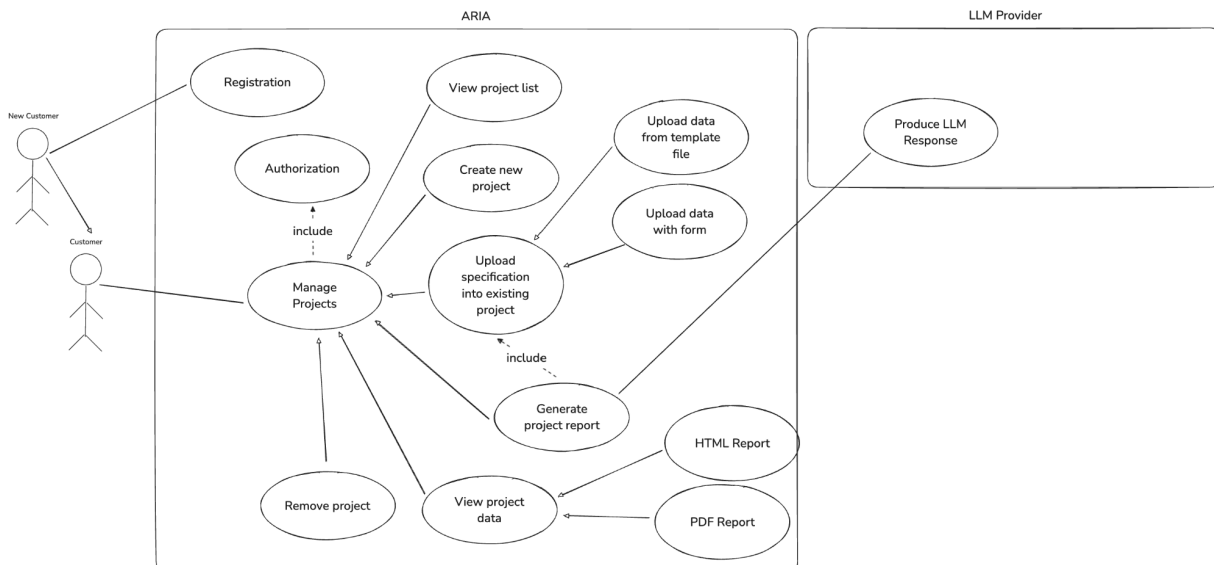 ARIA
LLM Provider
Registration
View project list
New Customer
Upload data
from template
file
Produce LLM
Response
Authorization
Create new
project
Upload data
with form
include
Customer
Manage
Projects
Upload
specification
into existing
project
include
Generate
project report
HTML Report
Remove project
View project
data
PDF Report